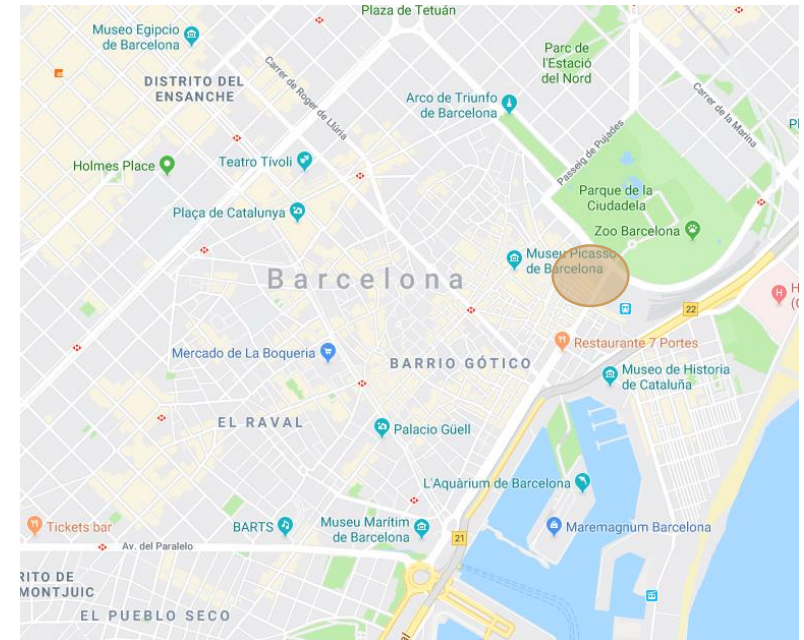 Plaza de Tetuán
Museo Egipcio
de Barcelona
Parc de
l'Estació
del Nord
DISTRITO DEL
ENSANCHE
Carrer de Roger de Llúria
Arco de Triunfo
de Barcelona
Carrer de la Marina
Pl
Passeig de Pujades
Holmes Place
Teatro Tívoli
Parque de la
Ciudadela
Plaça de Catalunya
Zoo Barcelona
Museu Picasso
de Barcelona
Barcelona
H
H
(C
22
Restaurante 7 Portes
Mercado de La Boqueria
BARRIO GÓTICO
Museo de Historia
de Cataluña
EL RAVAL
Palacio Güell
L'Aquàrium de Barcelona
Tickets bar
BARTS
Museu Marítim
de Barcelona
21
Maremagnum Barcelona
Av. del Paralelo
RITO DE
MONTJUIC
EL PUEBLO SECO